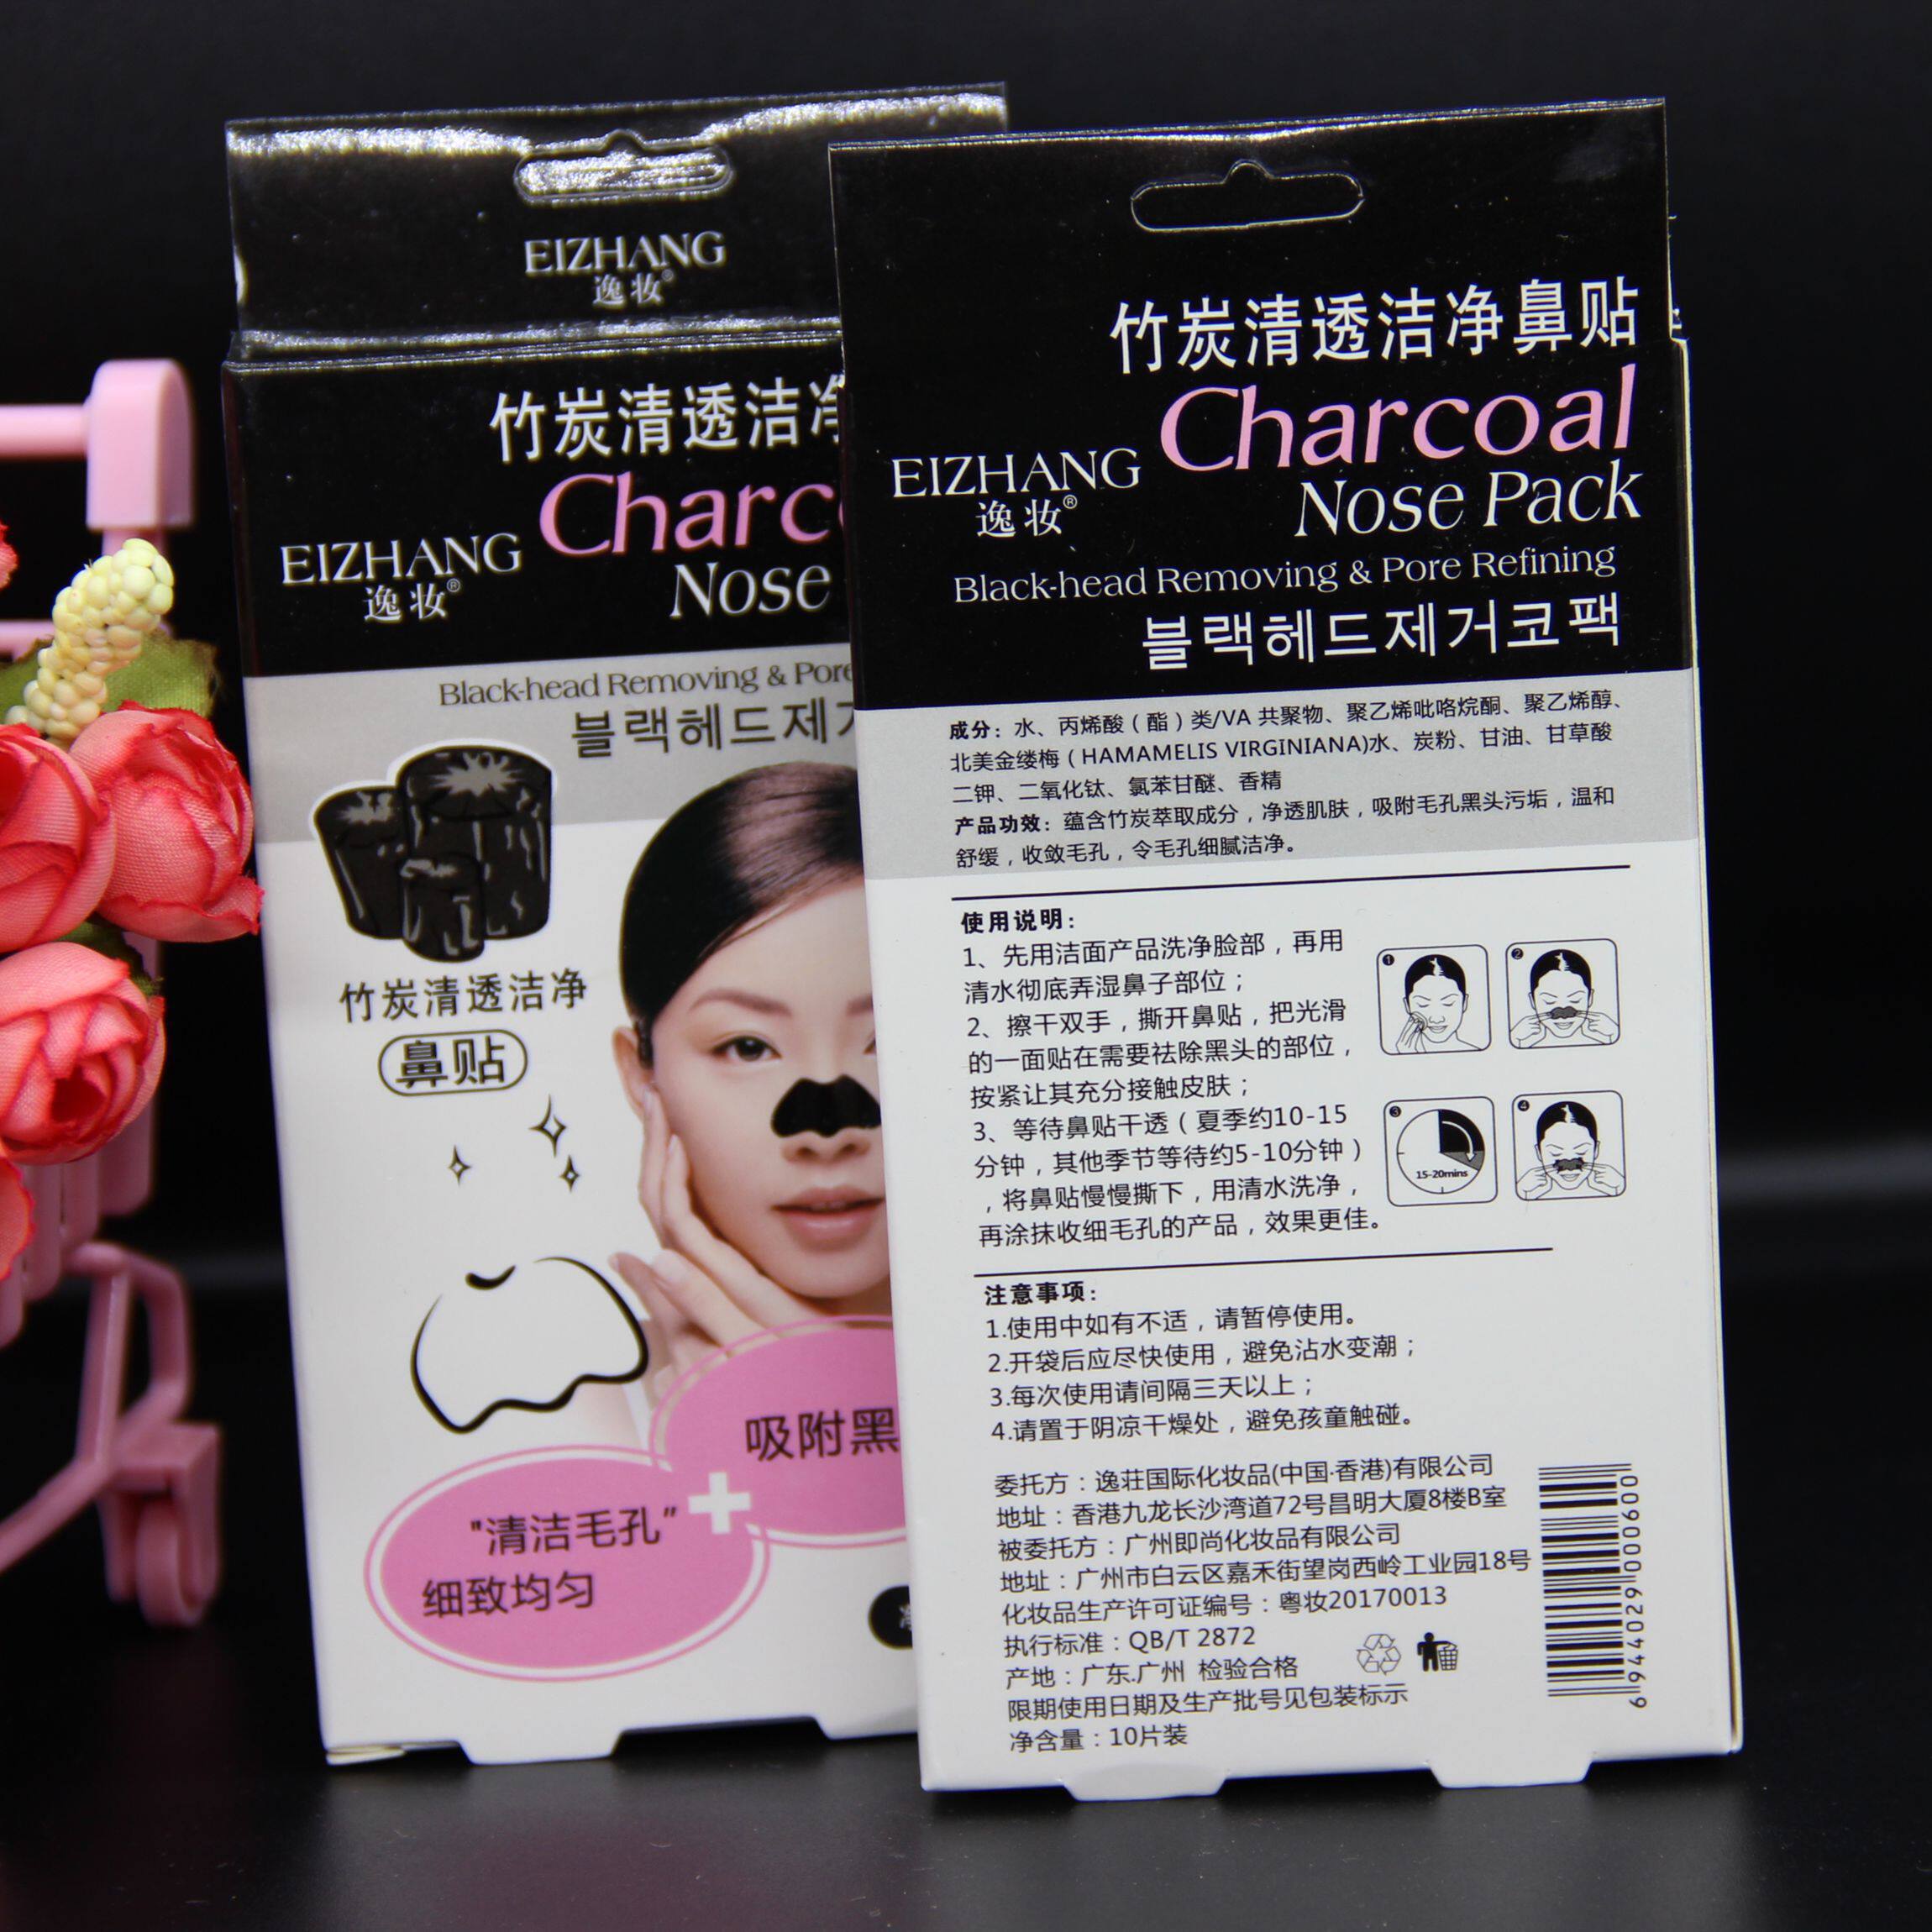 EIZHANG
逸妆®
竹炭清透洁净
EIZHANG
逸妆®
Nose
Black-head Removing & Pore
블랙헤드제거
竹炭清透洁净
鼻贴
吸附黑
"清洁毛孔"
细致均匀
竹炭清透洁净鼻贴
Charcoal
EIZHANG
逸妆®
Nose Pack
Black-head Removing & Pore Refining
블랙헤드제거코팩
成分：水、丙烯酸（酯）类/VA 共聚物、聚乙烯吡咯烷酮、聚乙烯醇、
北美金缕梅（HAMAMELIS VIRGINIANA)水、炭粉、甘油、甘草酸
二钾、二氧化钛、氯苯甘醚、香精
产品功效：蕴含竹炭萃取成分，净透肌肤，吸附毛孔黑头污垢，温和
舒缓，收敛毛孔，令毛孔细腻洁净。
使用说明：
1、先用洁面产品洗净脸部，再用
清水彻底弄湿鼻子部位；
2、擦干双手，撕开鼻贴，把光滑
的一面贴在需要祛除黑头的部位，
按紧让其充分接触皮肤；
3、等待鼻贴干透（夏季约10-15
分钟，其他季节等待约5-10分钟）
，将鼻贴慢慢撕下，用清水洗净，
再涂抹收细毛孔的产品，效果更佳。
1
2
3
15-20mins
4
注意事项：
1.使用中如有不适，请暂停使用。
2.开袋后应尽快使用，避免沾水变潮；
3.每次使用请间隔三天以上；
4.请置于阴凉干燥处，避免孩童触碰。
委托方：逸荘国际化妆品(中国·香港)有限公司
地址：香港九龙长沙湾道72号昌明大厦8楼B室
被委托方：广州即尚化妆品有限公司
地址：广州市白云区嘉禾街望岗西岭工业园18号
化妆品生产许可证编号：粤妆20170013
执行标准：QB/T 2872
产地：广东.广州 检验合格
限期使用日期及生产批号见包装标示
净含量：10片装
6944029000600